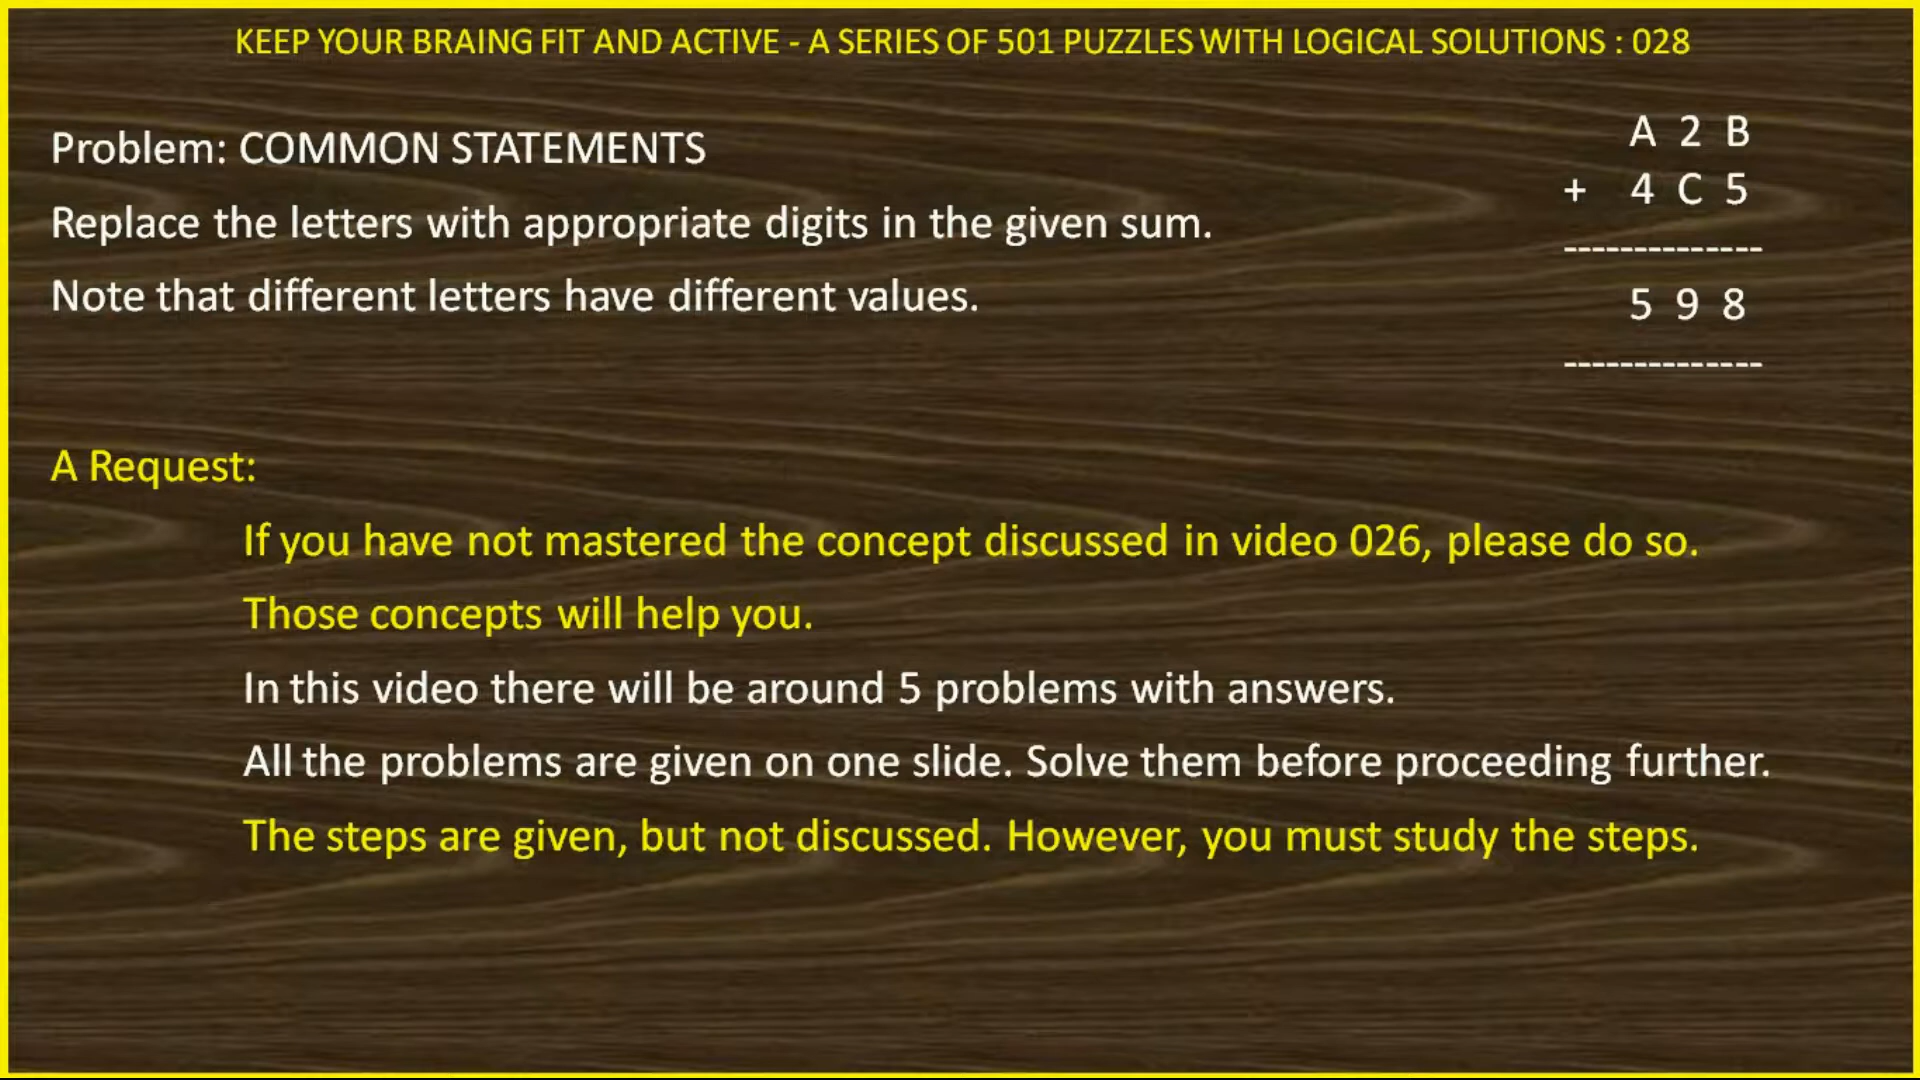 KEEP YOUR BRAING FIT AND ACTIVE - A SERIES OF 501 PUZZLES WITH LOGICAL SOLUTIONS : 028
Problem: COMMON STATEMENTS
Replace the letters with appropriate digits in the given sum.
Note that different letters have different values.
A 2 B
+ 4 C 5
--------------
5 9 8
--------------
A Request:
If you have not mastered the concept discussed in video 026, please do so.
Those concepts will help you.
In this video there will be around 5 problems with answers.
All the problems are given on one slide. Solve them before proceeding further.
The steps are given, but not discussed. However, you must study the steps.